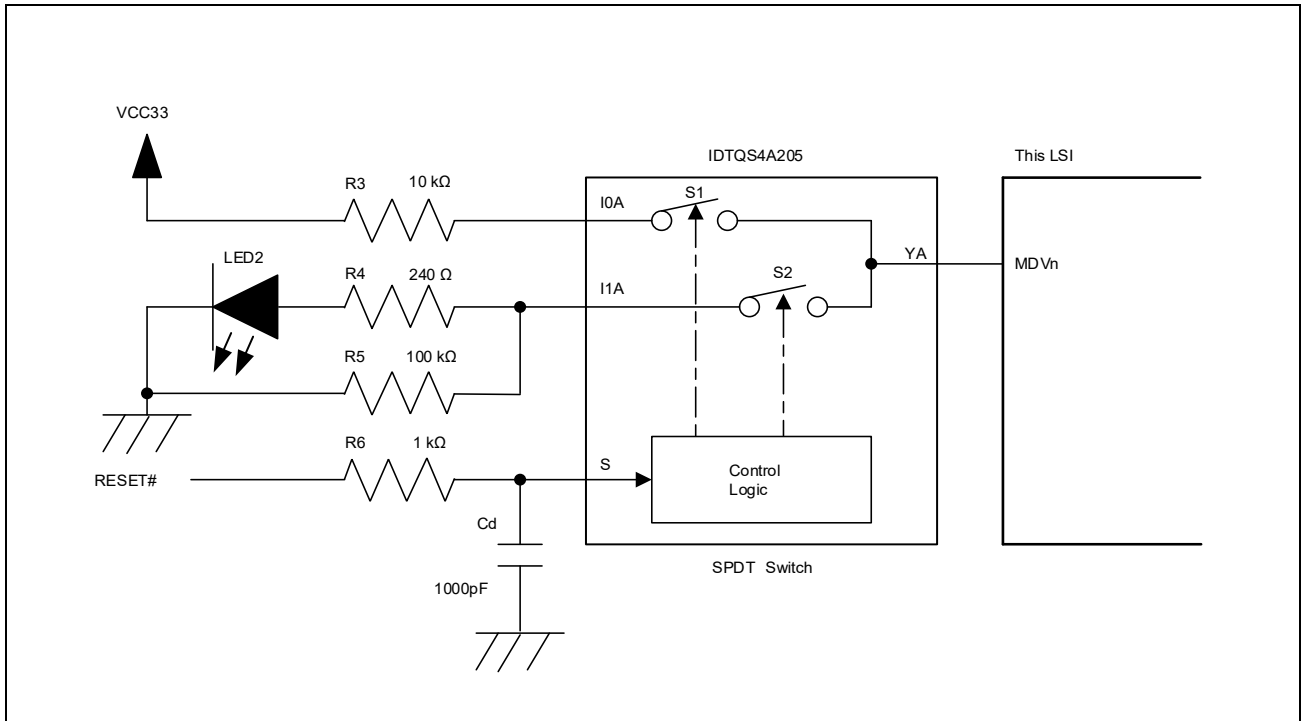 VCC33
IDTQS4A205
This LSI
R3 10 kΩ
I0A
S1
LED2
R4 240 Ω
I1A
S2
YA
MDVn
R5 100 kΩ
R6 1 kΩ
RESET#
S
Control
Logic
Cd
1000pF
SPDT Switch